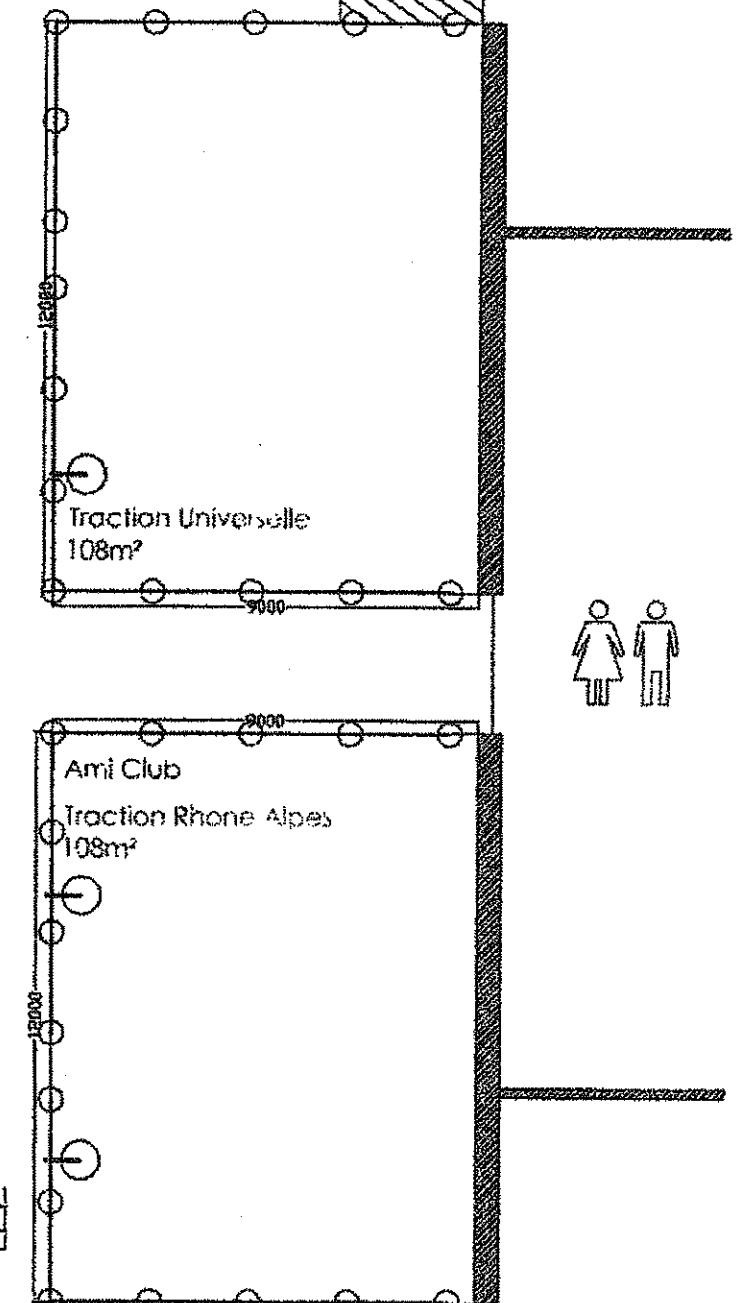 12000
Traction Universelle
108m²
9000
9000
Ami Club
Traction Rhone Alpes
108m²
12000